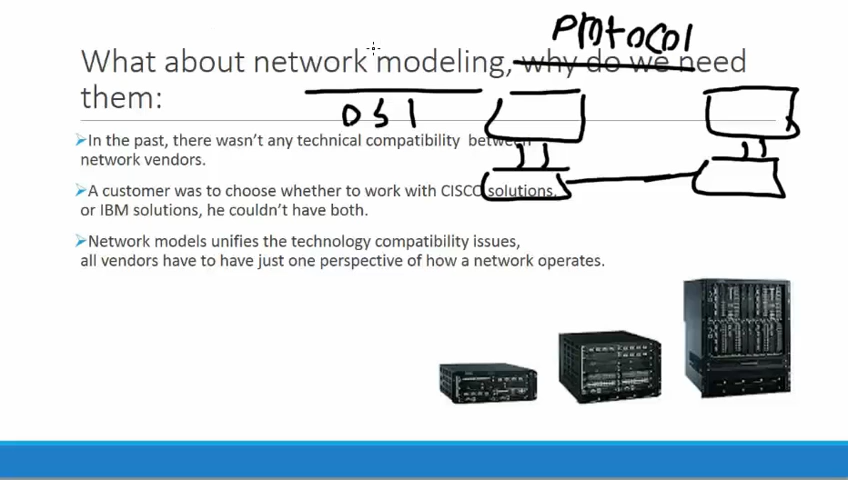 Protocol
What about network modeling, why do we need
them:
OSI
In the past, there wasn't any technical compatibility between
network vendors.
A customer was to choose whether to work with CISCO solutions,
or IBM solutions, he couldn't have both.
Network models unifies the technology compatibility issues,
all vendors have to have just one perspective of how a network operates.